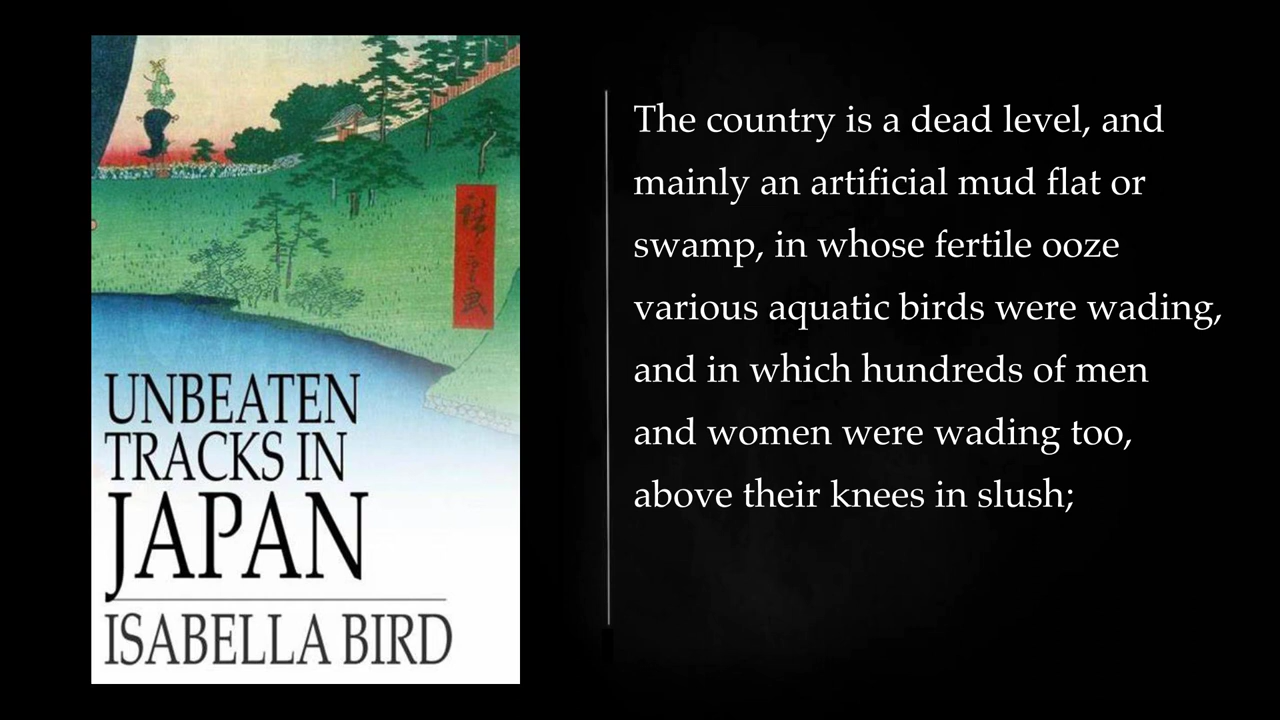 UNBEATEN
TRACKS IN
JAPAN
ISABELLA BIRD
The country is a dead level, and
mainly an artificial mud flat or
swamp, in whose fertile ooze
various aquatic birds were wading,
and in which hundreds of men
and women were wading too,
above their knees in slush;